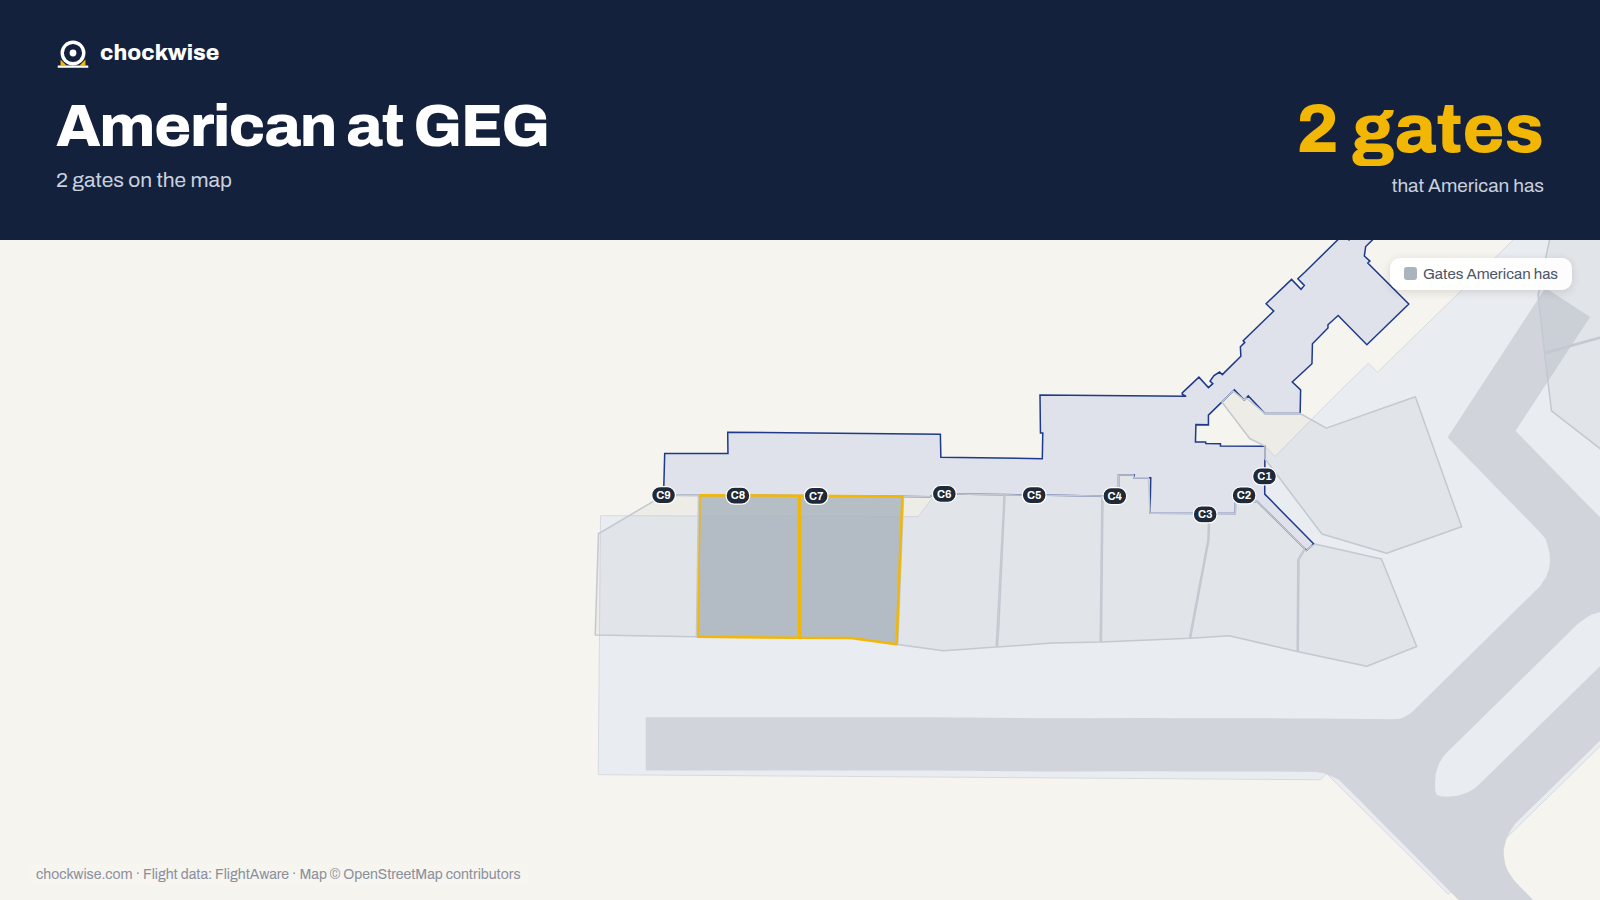 chockwise
American at GEG
2 gates on the map
2 gates
that American has
Gates American has
C1
C9
C8
C7
C6
C5
C4
C2
C3
chockwise.com · Flight data: FlightAware · Map © OpenStreetMap contributors